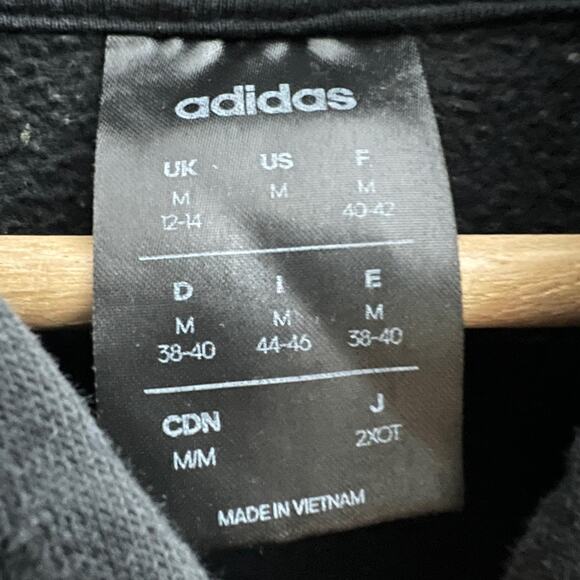 adidas
UK US F
M M M
12-14 40-42
D I E
M M M
38-40 44-46 38-40
CDN J
M/M 2XOT
MADE IN VIETNAM